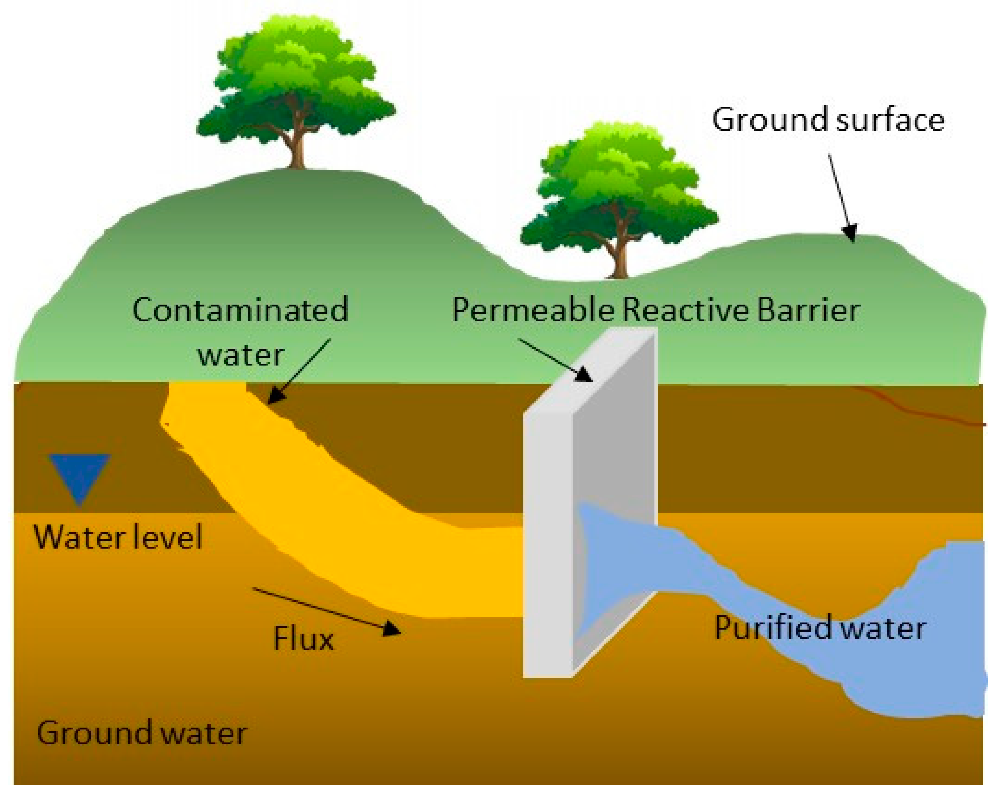 Ground surface
Contaminated
water
Permeable Reactive Barrier
Water level
Flux
Purified water
Ground water